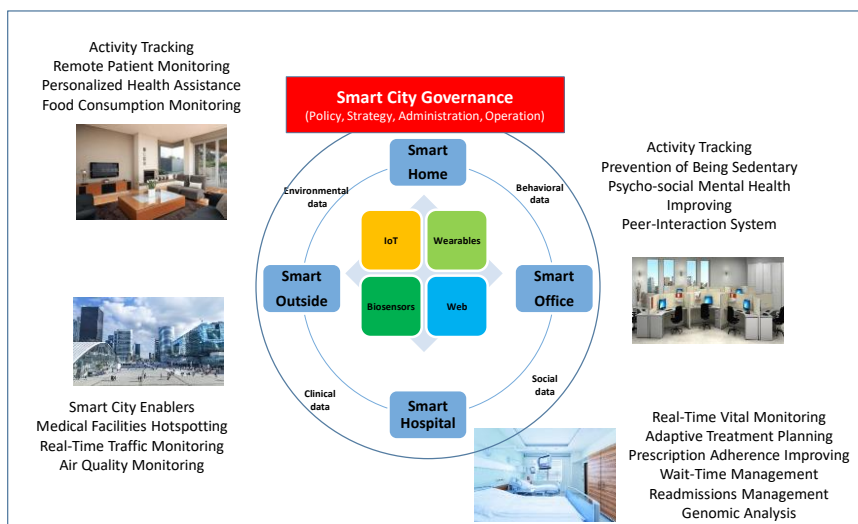 Activity Tracking
Remote Patient Monitoring
Personalized Health Assistance
Food Consumption Monitoring
Smart City Governance
(Policy, Strategy, Administration, Operation)
Smart
Home
Environmental
data
Behavioral
data
Activity Tracking
Prevention of Being Sedentary
Psycho-social Mental Health
Improving
Peer-Interaction System
IoT
Wearables
Smart
Outside
Smart
Office
Biosensors
Web
Clinical
data
Social
data
Smart
Hospital
Smart City Enablers
Medical Facilities Hotspotting
Real-Time Traffic Monitoring
Air Quality Monitoring
Real-Time Vital Monitoring
Adaptive Treatment Planning
Prescription Adherence Improving
Wait-Time Management
Readmissions Management
Genomic Analysis